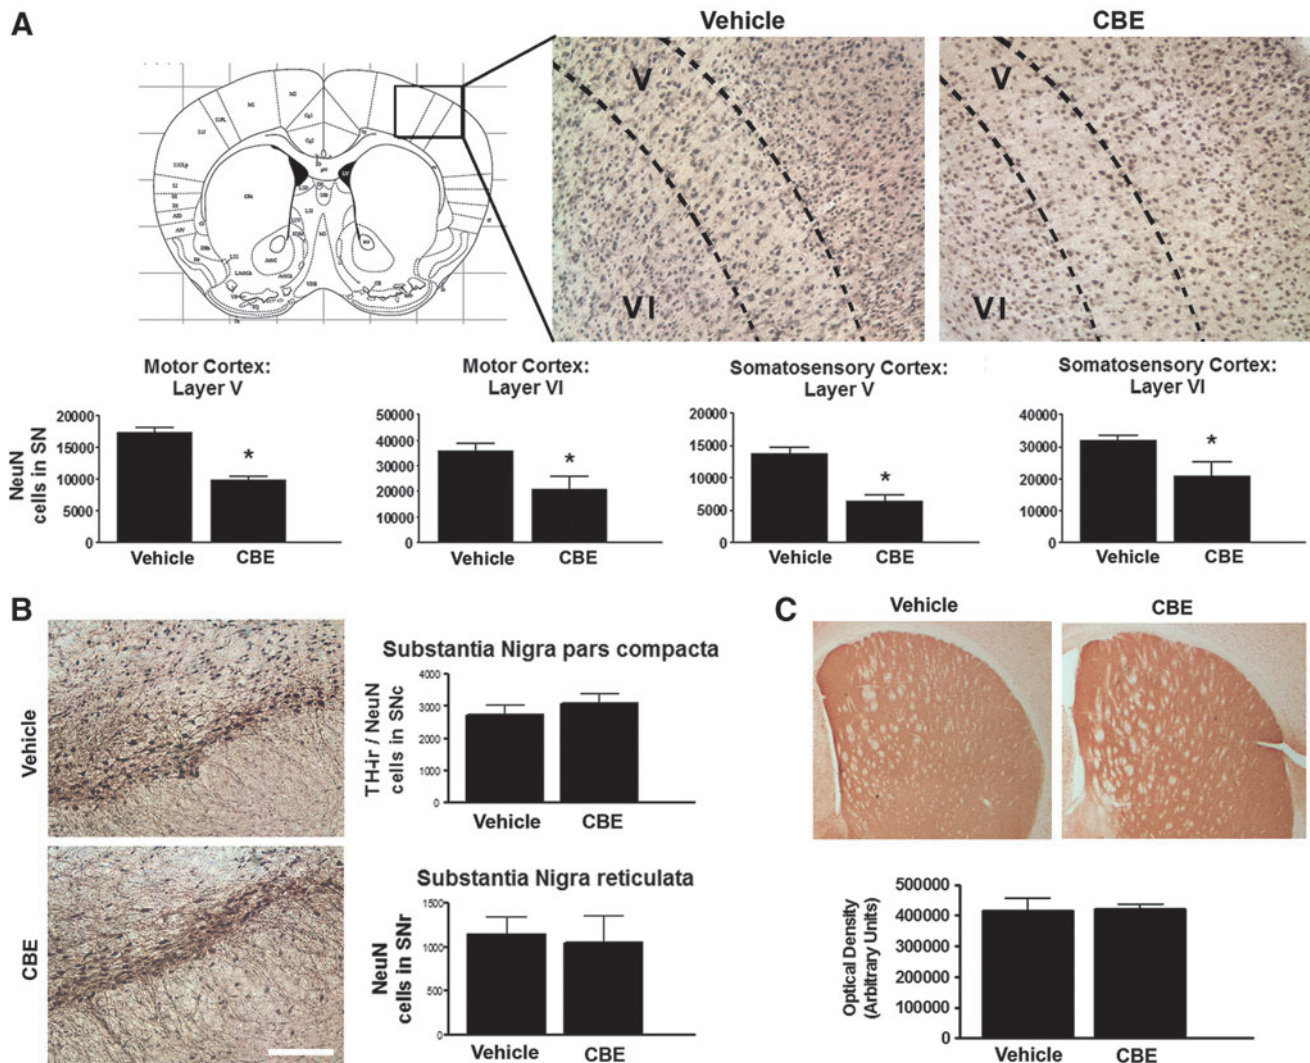 A
Vehicle
CBE
V
VI
V
VI
Motor Cortex:
Layer V
NeuN
cells in SN
20000
15000
10000
5000
0
*
Vehicle
CBE
Motor Cortex:
Layer VI
50000
40000
30000
20000
10000
0
*
Vehicle
CBE
Somatosensory Cortex:
Layer V
20000
15000
10000
5000
0
*
Vehicle
CBE
Somatosensory Cortex:
Layer VI
40000
30000
20000
10000
0
*
Vehicle
CBE
B
Vehicle
CBE
Substantia Nigra pars compacta
TH-ir / NeuN
cells in SNc
4000
3000
2000
1000
0
Vehicle
CBE
Substantia Nigra reticulata
NeuN
cells in SNr
1500
1000
500
0
Vehicle
CBE
C
Vehicle
CBE
Optical Density
(Arbitrary Units)
500000
400000
300000
200000
100000
0
Vehicle
CBE